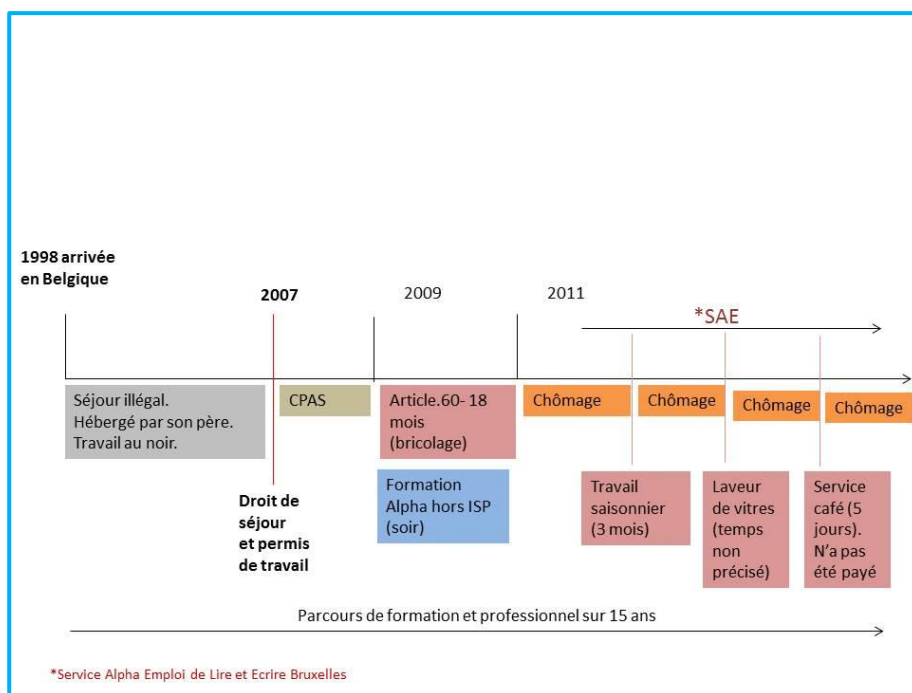 1998 arrivée
en Belgique
2007
2009
2011
*SAE
Séjour illégal.
Hébergé par son père.
Travail au noir.
CPAS
Article.60- 18
mois
(bricolage)
Chômage
Chômage
Chômage
Chômage
Droit de
séjour
et permis
de travail
Formation
Alpha hors ISP
(soir)
Travail
saisonnier
(3 mois)
Laveur
de vitres
(temps
non
précisé)
Service
café (5
jours).
N'a pas
été payé
Parcours de formation et professionnel sur 15 ans
*Service Alpha Emploi de Lire et Ecrire Bruxelles